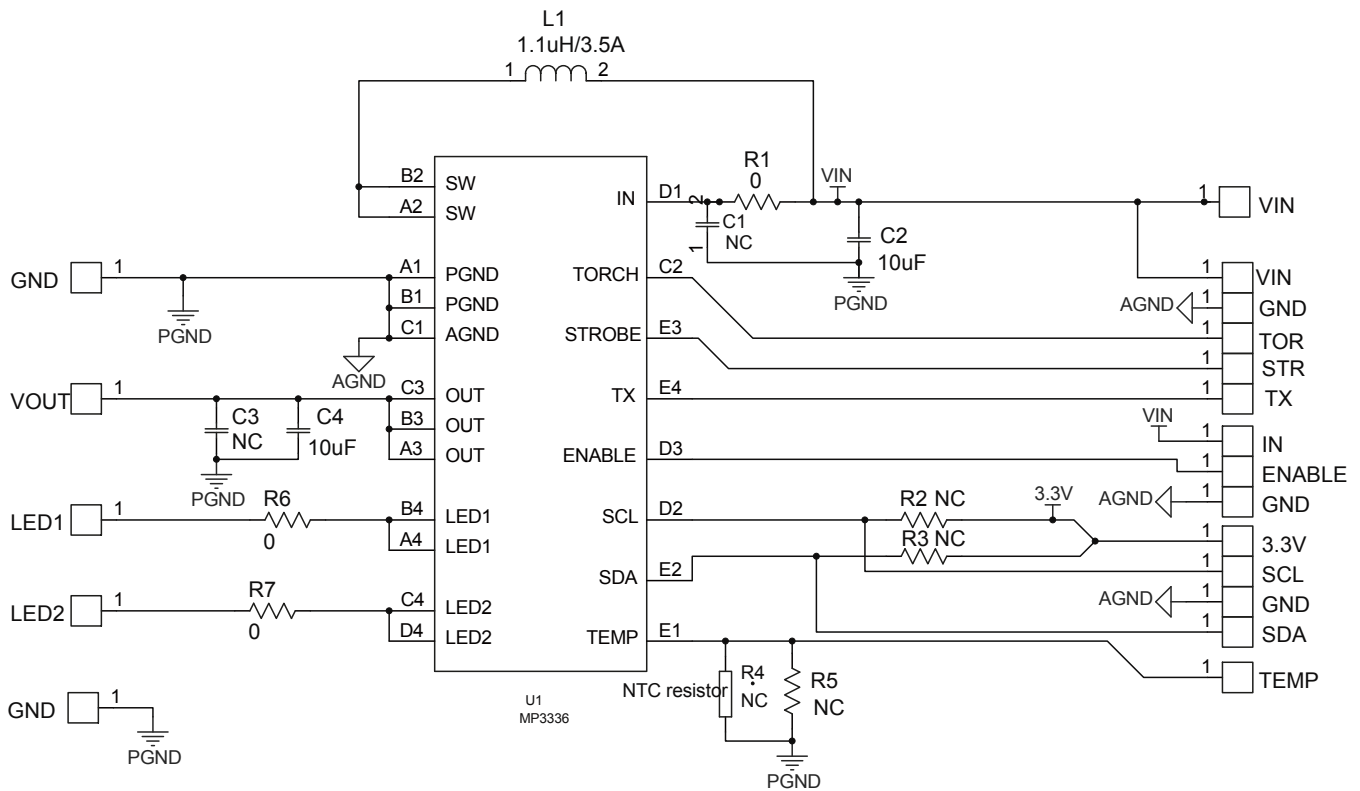 L1
1.1uH/3.5A
1 2
B2 SW
A2 SW
IN D1
2
1
C1
NC
R1
0
VIN
C2
10uF
PGND
1 VIN
GND 1
PGND
A1 PGND
B1 PGND
C1 AGND
AGND
TORCH C2
STROBE E3
TX E4
1 VIN
AGND 1 GND
1 TOR
1 STR
1 TX
VOUT 1
C3
NC
C4
10uF
PGND
C3 OUT
B3 OUT
A3 OUT
ENABLE D3
VIN 1 IN
1 ENABLE
AGND 1 GND
LED1 1
R6
0
B4 LED1
A4 LED1
SCL D2
R2 NC
3.3V
R3 NC
SDA E2
1 3.3V
1 SCL
AGND 1 GND
1 SDA
LED2 1
R7
0
C4 LED2
D4 LED2
TEMP E1
NTC resistor
R4
NC
R5
NC
PGND
1 TEMP
GND 1
PGND
U1
MP3336